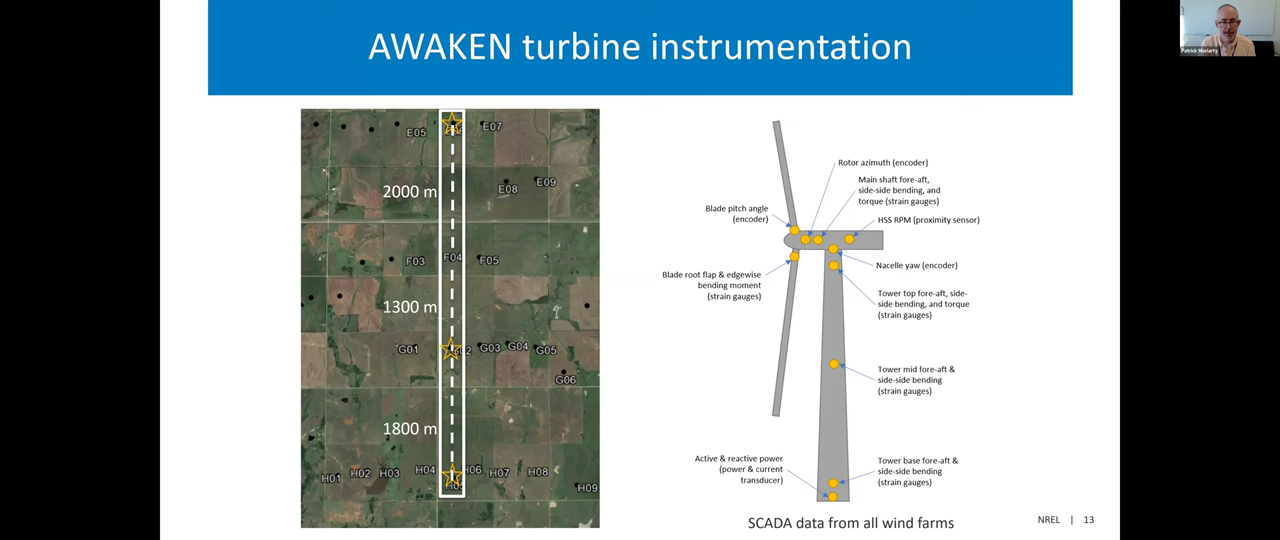 AWAKEN turbine instrumentation
Patrick Moriarty
E05
E07
2000 m
E08
E09
F03
F04
F05
1300 m
G01
G03
G04
G05
G06
1800 m
H01
H02
H03
H04
H06
H07
H08
H09
Rotor azimuth (encoder)
Main shaft fore-aft,
side-side bending, and
torque (strain gauges)
Blade pitch angle
(encoder)
HSS RPM (proximity sensor)
Nacelle yaw (encoder)
Blade root flap & edgewise
bending moment
(strain gauges)
Tower top fore-aft, side-
side bending, and torque
(strain gauges)
Tower mid fore-aft &
side-side bending
(strain gauges)
Active & reactive power
(power & current
transducer)
Tower base fore-aft &
side-side bending
(strain gauges)
SCADA data from all wind farms
NREL | 13